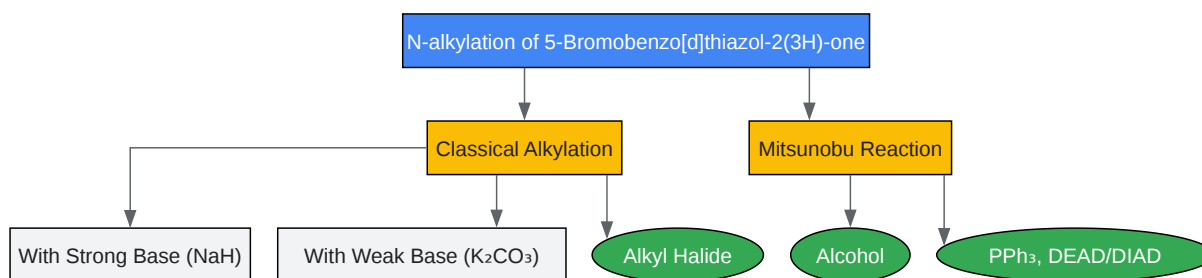 N-alkylation of 5-Bromobenzo[d]thiazol-2(3H)-one
Classical Alkylation
Mitsunobu Reaction
With Strong Base (NaH)
With Weak Base (K₂CO₃)
Alkyl Halide
Alcohol
PPh₃, DEAD/DIAD